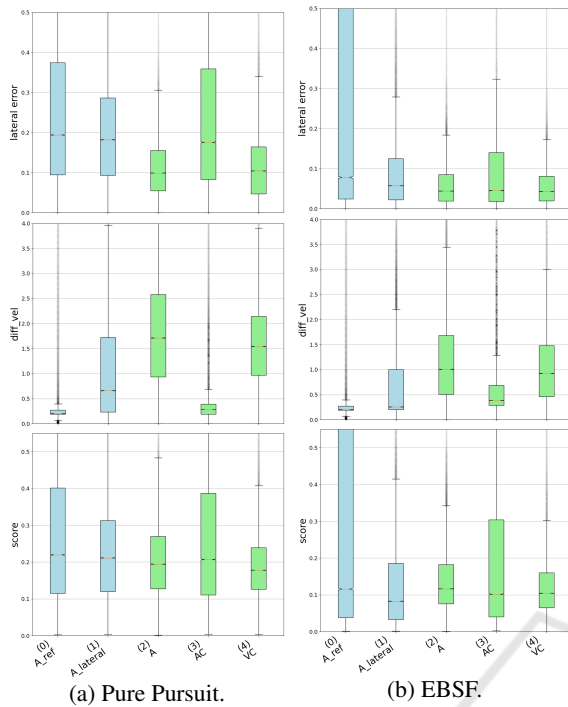 0.5
0.4
0.3
0.2
0.1
0.0
lateral error
4.0
3.5
3.0
2.5
2.0
1.5
1.0
0.5
0.0
diff_vel
0.5
0.4
0.3
0.2
0.1
0.0
score
(0)
A_ref
(1)
A_lateral
(2)
A
(3)
AC
(4)
VC
(a) Pure Pursuit.
0.5
0.4
0.3
0.2
0.1
0.0
lateral error
4.0
3.5
3.0
2.5
2.0
1.5
1.0
0.5
0.0
diff_vel
0.5
0.4
0.3
0.2
0.1
0.0
score
(0)
A_ref
(1)
A_lateral
(2)
A
(3)
AC
(4)
VC
(b) EBSF.